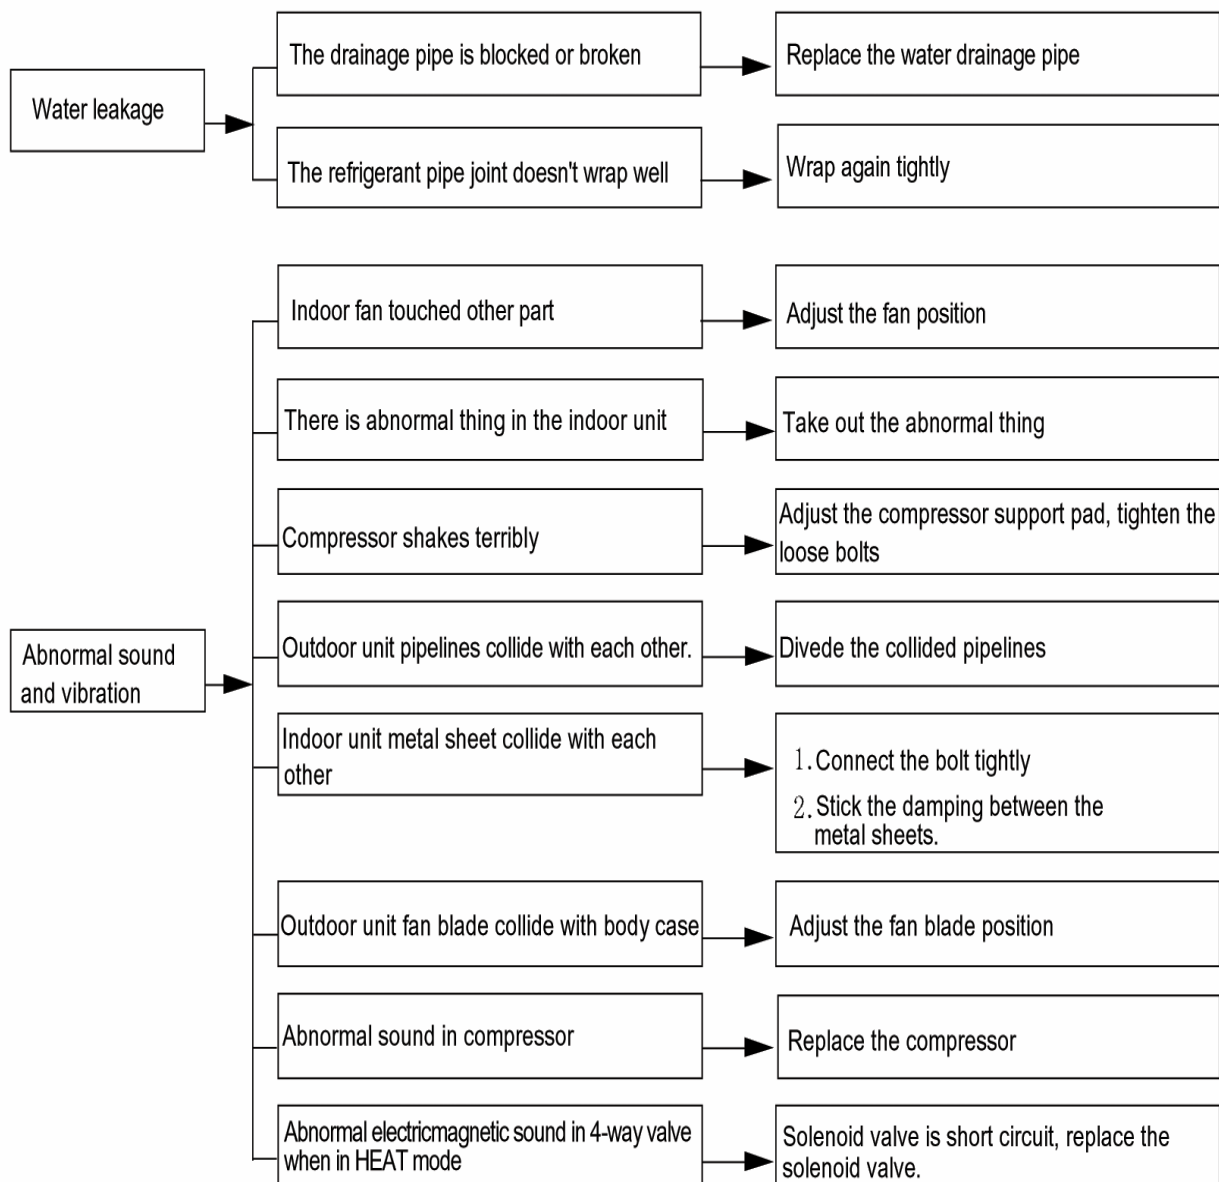 The drainage pipe is blocked or broken
Replace the water drainage pipe
Water leakage
The refrigerant pipe joint doesn't wrap well
Wrap again tightly
Indoor fan touched other part
Adjust the fan position
There is abnormal thing in the indoor unit
Take out the abnormal thing
Compressor shakes terribly
Adjust the compressor support pad, tighten the
loose bolts
Abnormal sound
and vibration
Outdoor unit pipelines collide with each other.
Divede the collided pipelines
Indoor unit metal sheet collide with each
other
1. Connect the bolt tightly
2. Stick the damping between the
metal sheets.
Outdoor unit fan blade collide with body case
Adjust the fan blade position
Abnormal sound in compressor
Replace the compressor
Abnormal electricmagnetic sound in 4-way valve
when in HEAT mode
Solenoid valve is short circuit, replace the
solenoid valve.